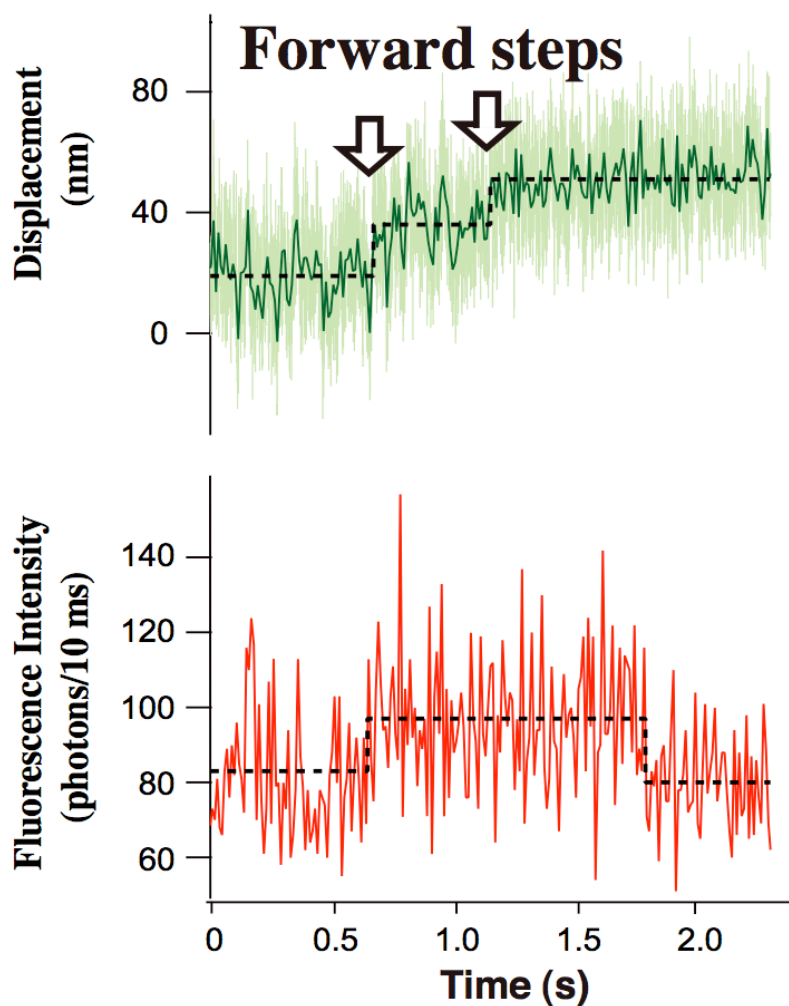 Forward steps
Displacement
(nm)
80
40
0
Fluorescence Intensity
(photons/10 ms)
140
120
100
80
60
0 0.5 1.0 1.5 2.0
Time (s)